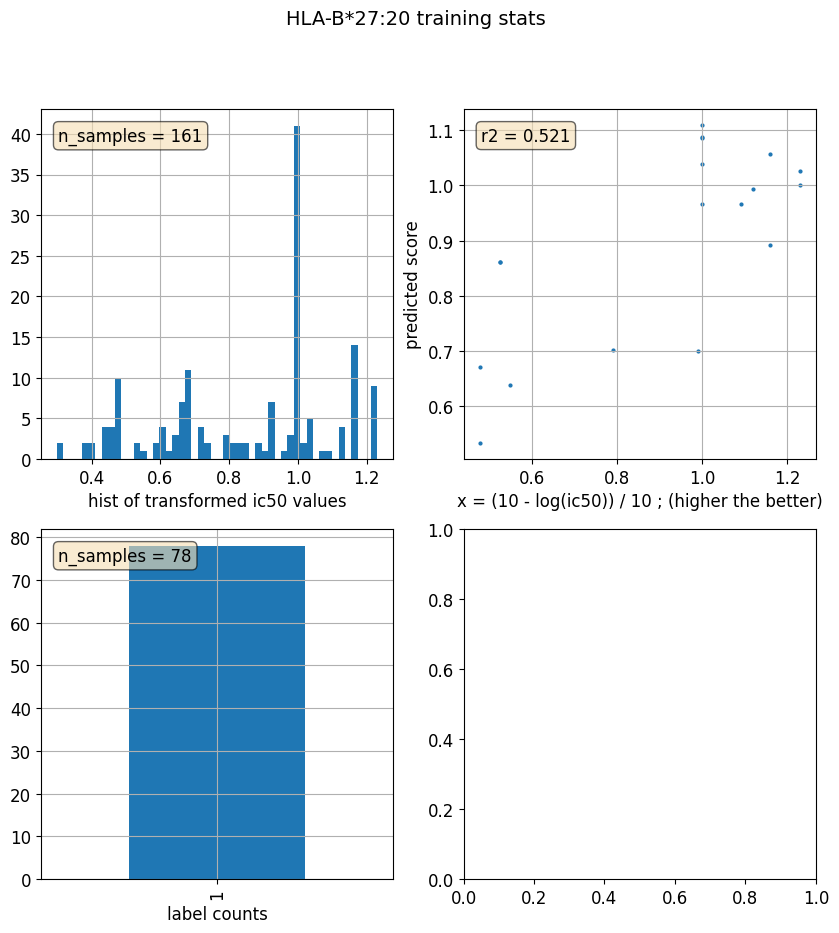 HLA-B*27:20 training stats
n_samples = 161
40
35
30
25
20
15
10
5
0
0.4 0.6 0.8 1.0 1.2
hist of transformed ic50 values
r2 = 0.521
predicted score
1.1
1.0
0.9
0.8
0.7
0.6
0.6 0.8 1.0 1.2
x = (10 - log(ic50)) / 10 ; (higher the better)
n_samples = 78
80
70
60
50
40
30
20
10
0
1
label counts
1.0
0.8
0.6
0.4
0.2
0.0
0.0 0.2 0.4 0.6 0.8 1.0